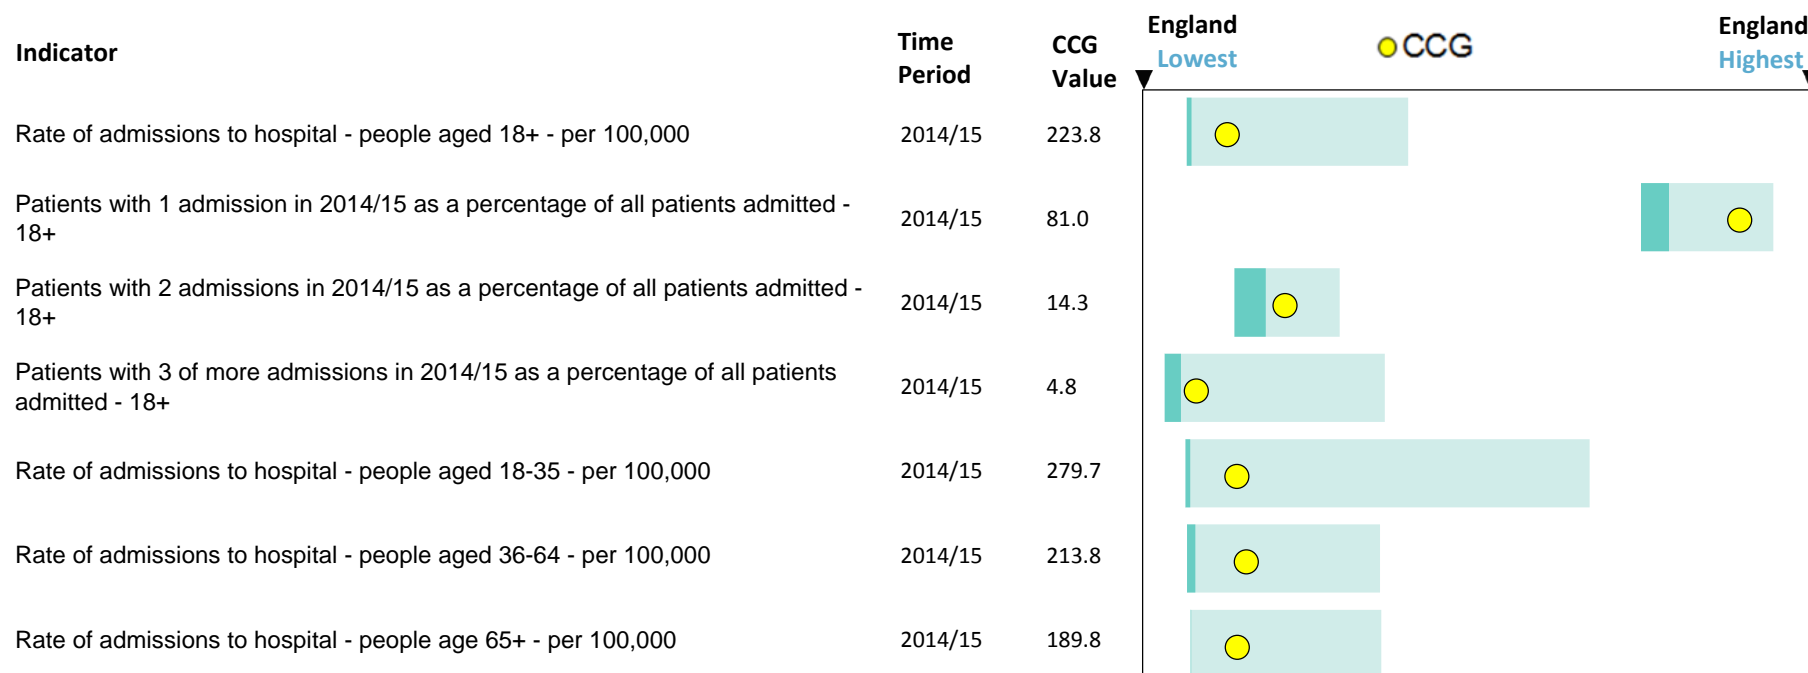 Indicator
Time Period
CCG Value
England Lowest
CCG
England Highest
Rate of admissions to hospital - people aged 18+ - per 100,000 2014/15 223.8
Patients with 1 admission in 2014/15 as a percentage of all patients admitted -
18+
2014/15 81.0
Patients with 2 admissions in 2014/15 as a percentage of all patients admitted -
18+
2014/15 14.3
Patients with 3 of more admissions in 2014/15 as a percentage of all patients
admitted - 18+
2014/15 4.8
Rate of admissions to hospital - people aged 18-35 - per 100,000 2014/15 279.7
Rate of admissions to hospital - people aged 36-64 - per 100,000 2014/15 213.8
Rate of admissions to hospital - people age 65+ - per 100,000 2014/15 189.8